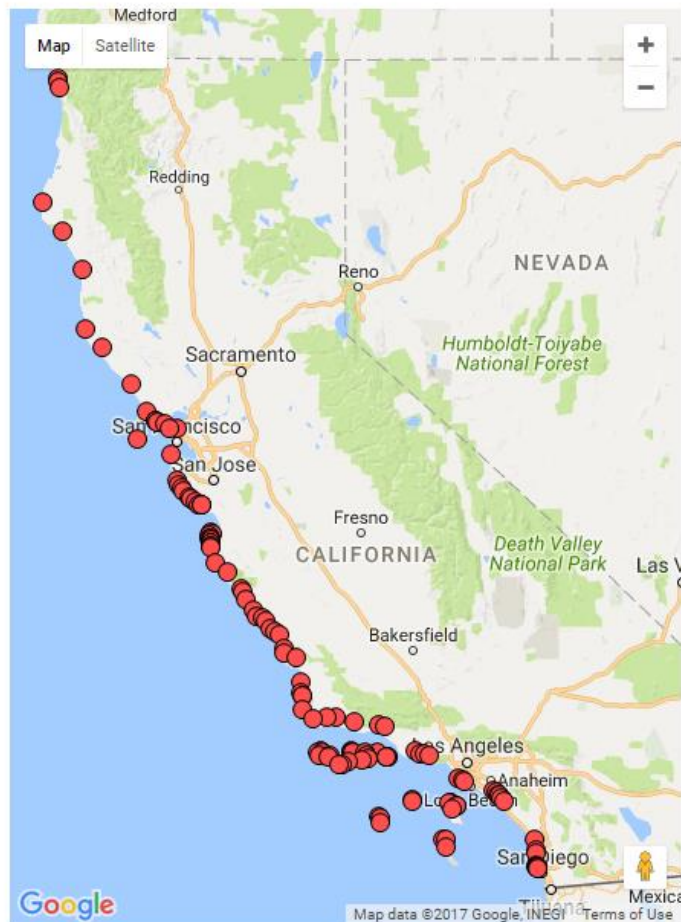 Medford
Map Satellite
+
−
Redding
Reno
NEVADA
Humboldt-Toiyabe
National Forest
Sacramento
San Francisco
San Jose
Fresno
CALIFORNIA
Death Valley
National Park
Las V
Bakersfield
Los Angeles
Anaheim
Long Beach
San Diego
Tijuana
Mexica
Google
Map data ©2017 Google, INEGI Terms of Use